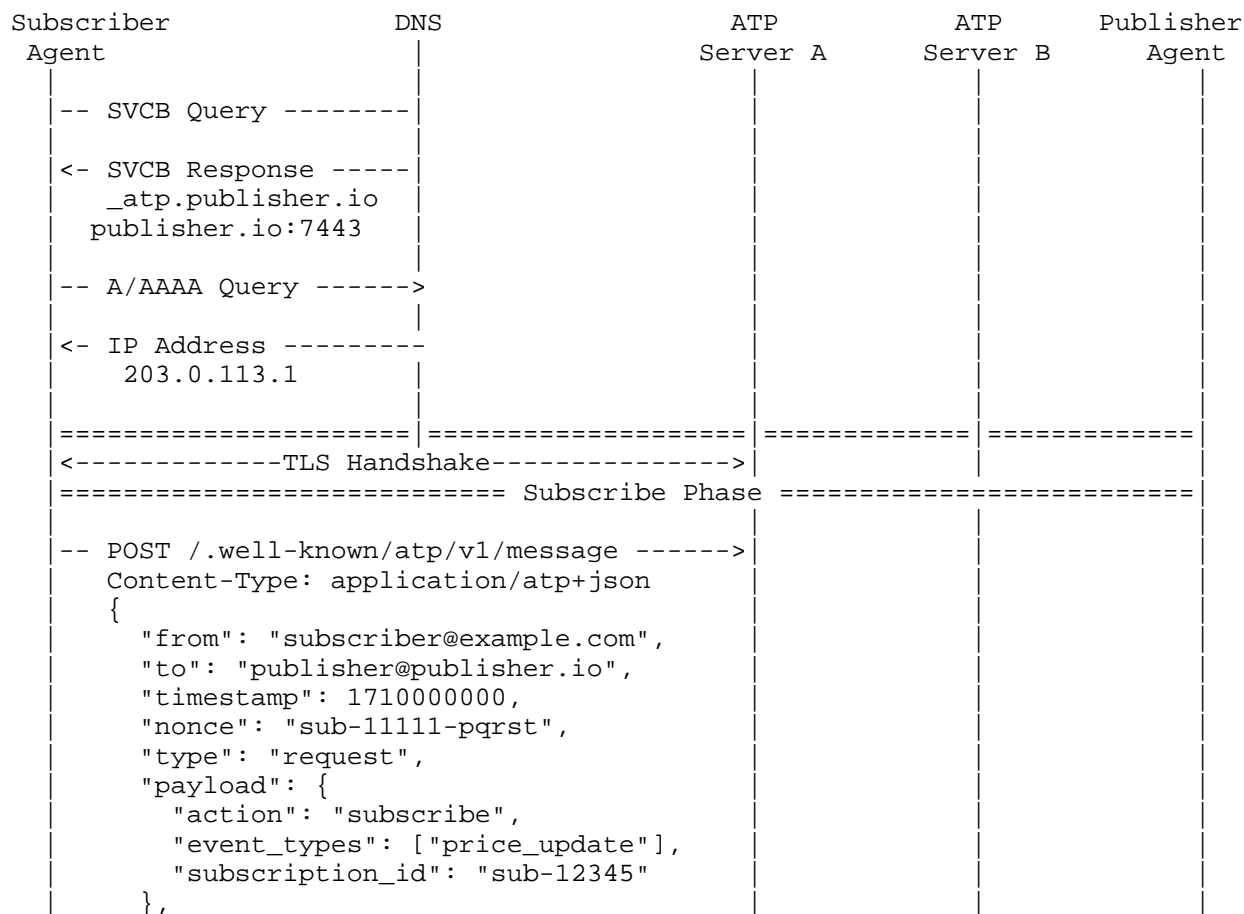 Subscriber              DNS                   ATP           ATP       Publisher
 Agent                   |                 Server A      Server B      Agent
  |                      |                    |             |             |
  |-- SVCB Query --------|                    |             |             |
  |                      |                    |             |             |
  |<- SVCB Response -----|                    |             |             |
  |   _atp.publisher.io  |                    |             |             |
  |  publisher.io:7443   |                    |             |             |
  |                      |                    |             |             |
  |-- A/AAAA Query ------>                    |             |             |
  |                      |                    |             |             |
  |<- IP Address ---------                    |             |             |
  |    203.0.113.1       |                    |             |             |
  |                      |                    |             |             |
  |======================|====================|=============|=============|
  |<-------------TLS Handshake--------------->|             |             |
  |============================ Subscribe Phase ==========================|
  |                                           |             |             |
  |-- POST /.well-known/atp/v1/message ------>|             |             |
  |   Content-Type: application/atp+json      |             |             |
  |   {                                       |             |             |
  |     "from": "subscriber@example.com",     |             |             |
  |     "to": "publisher@publisher.io",       |             |             |
  |     "timestamp": 1710000000,              |             |             |
  |     "nonce": "sub-11111-pqrst",           |             |             |
  |     "type": "request",                    |             |             |
  |     "payload": {                          |             |             |
  |       "action": "subscribe",              |             |             |
  |       "event_types": ["price_update"],    |             |             |
  |       "subscription_id": "sub-12345"      |             |             |
  |     },                                    |             |             |